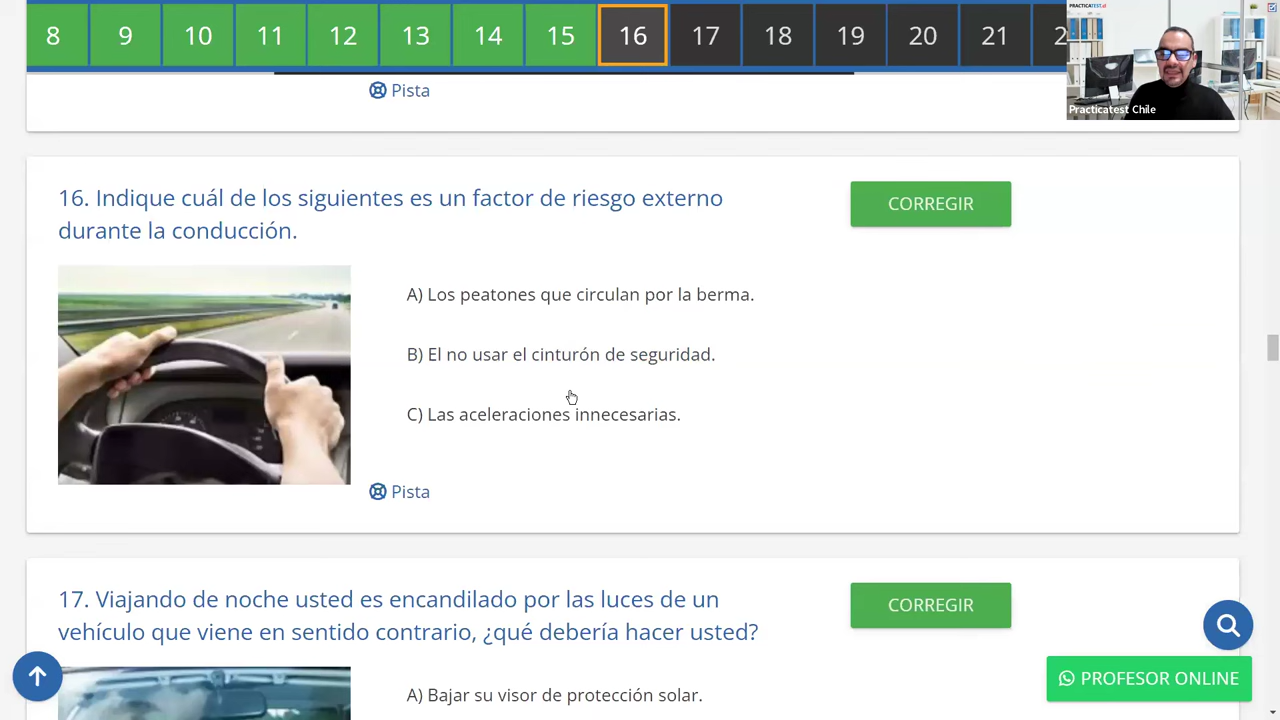 8
9
10
11
12
13
14
15
16
17
18
19
20
21
2
PRACTICATEST.cl
Practicatest Chile
Pista
16. Indique cuál de los siguientes es un factor de riesgo externo
durante la conducción.
CORREGIR
A) Los peatones que circulan por la berma.
B) El no usar el cinturón de seguridad.
C) Las aceleraciones innecesarias.
Pista
17. Viajando de noche usted es encandilado por las luces de un
vehículo que viene en sentido contrario, ¿qué debería hacer usted?
CORREGIR
A) Bajar su visor de protección solar.
PROFESOR ONLINE